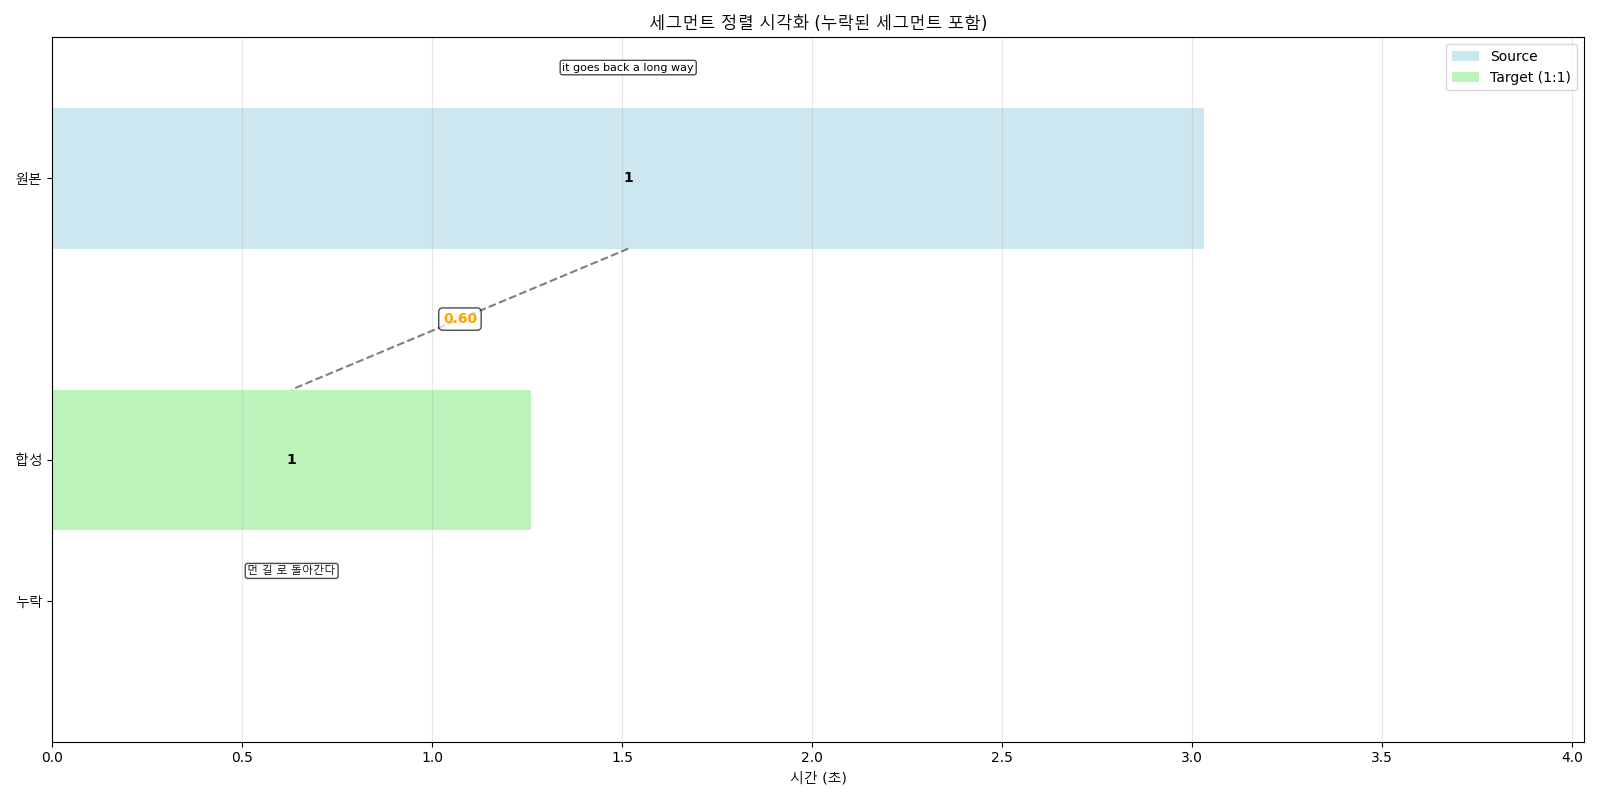 세그먼트 정렬 시각화 (누락된 세그먼트 포함)
it goes back a long way
Source
Target (1:1)
원본
1
0.60
합성
1
먼 길 로 돌아간다
누락
0.0 0.5 1.0 1.5 2.0 2.5 3.0 3.5 4.0
시간 (초)